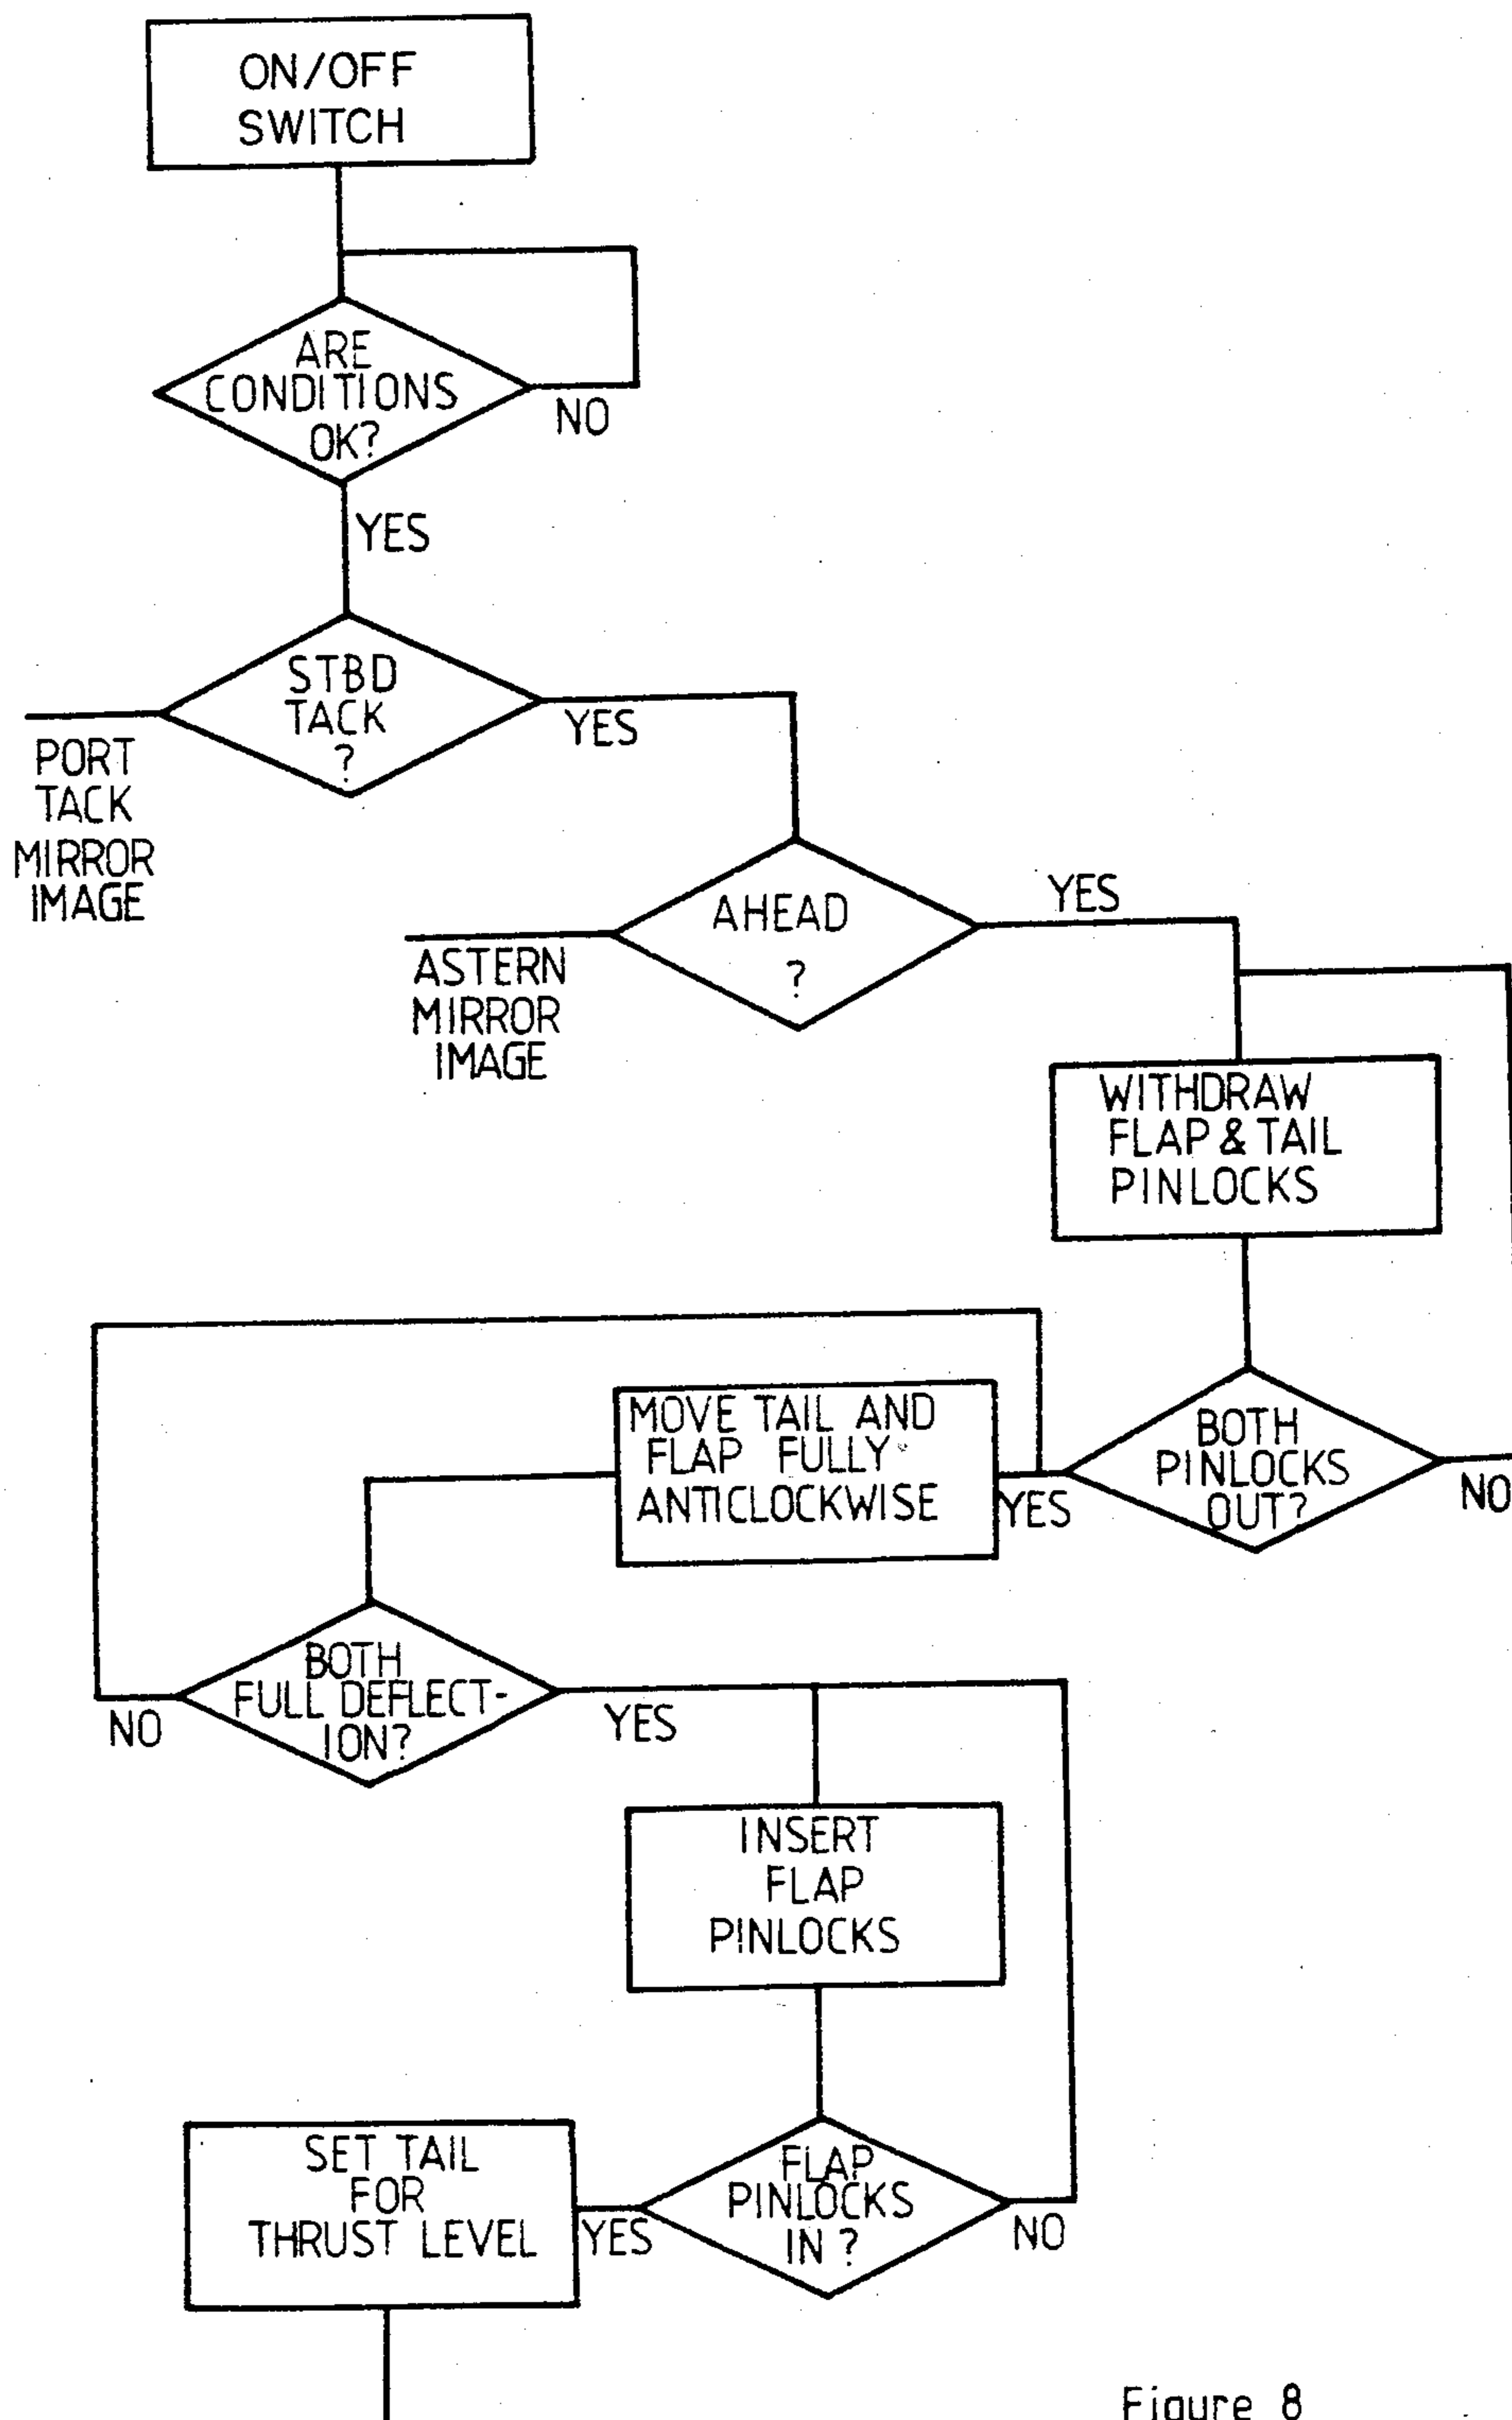 ON/OFF
SWITCH
ARE
CONDITIONS
OK?
NO
YES
STBD
TACK
?
YES
PORT
TACK
MIRROR
IMAGE
AHEAD
?
YES
ASTERN
MIRROR
IMAGE
WITHDRAW
FLAP & TAIL
PINLOCKS
BOTH
PINLOCKS
OUT?
NO
YES
MOVE TAIL AND
FLAP FULLY
ANTICLOCKWISE
BOTH
FULL DEFLECT-
ION?
NO
YES
INSERT
FLAP
PINLOCKS
FLAP
PINLOCKS
IN ?
NO
YES
SET TAIL
FOR
THRUST LEVEL
Figure 8